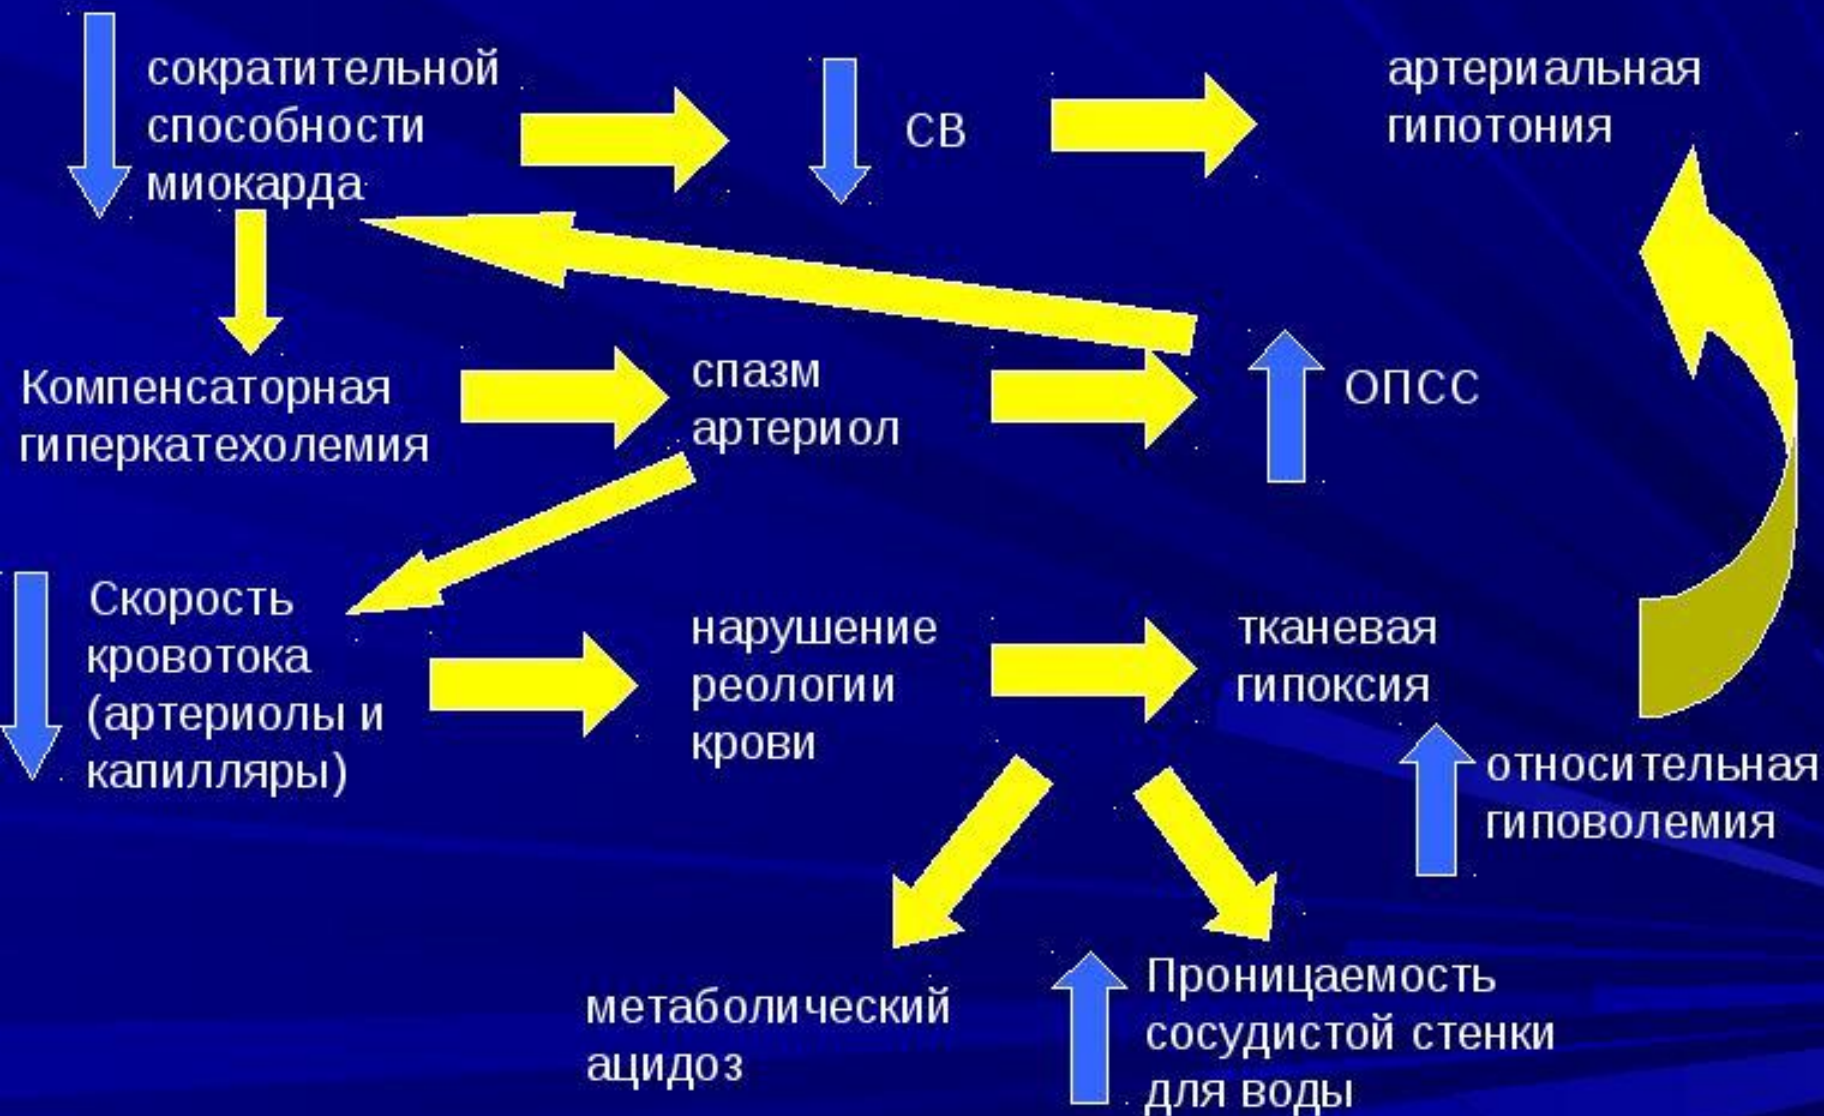 сократительной
способности
миокарда
СВ
артериальная
гипотония
Компенсаторная
гиперкатехолемия
спазм
артериол
ОПСС
Скорость
кровотока
(артериолы и
капилляры)
нарушение
реологии
крови
тканевая
гипоксия
относительная
гиповолемия
метаболический
ацидоз
Проницаемость
сосудистой стенки
для воды